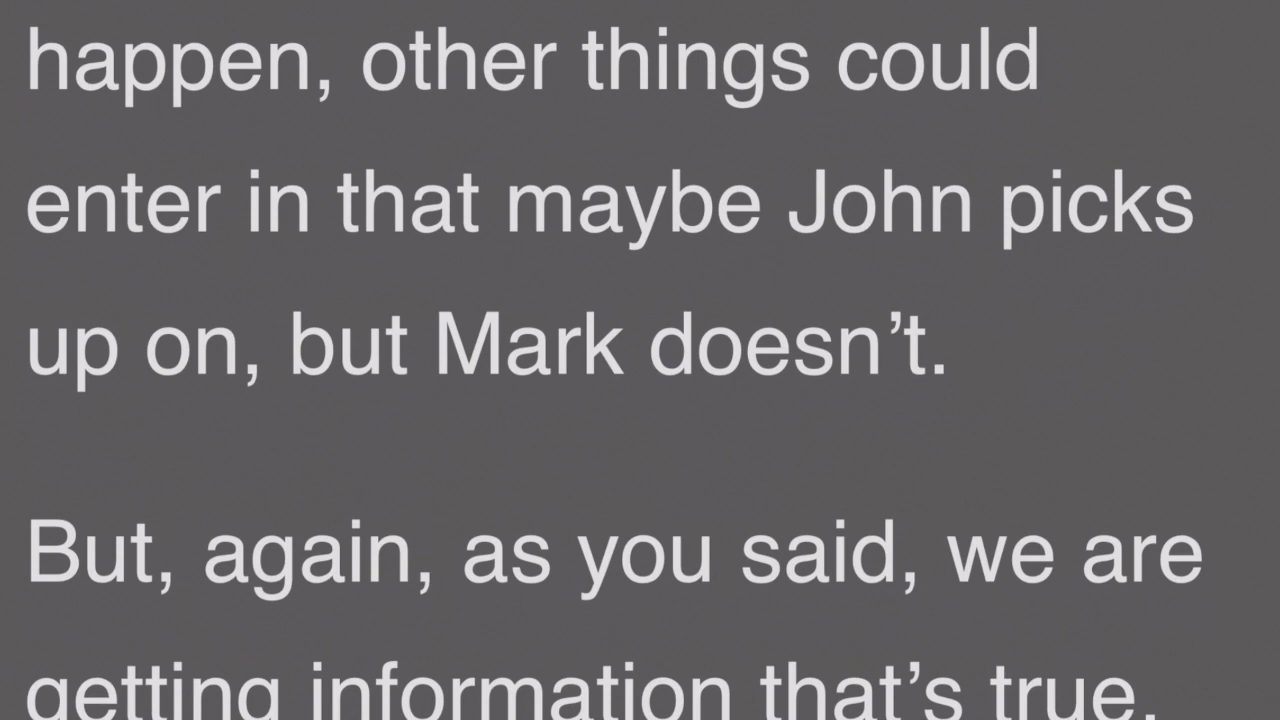 happen, other things could
enter in that maybe John picks
up on, but Mark doesn’t.
But, again, as you said, we are
getting information that’s true.